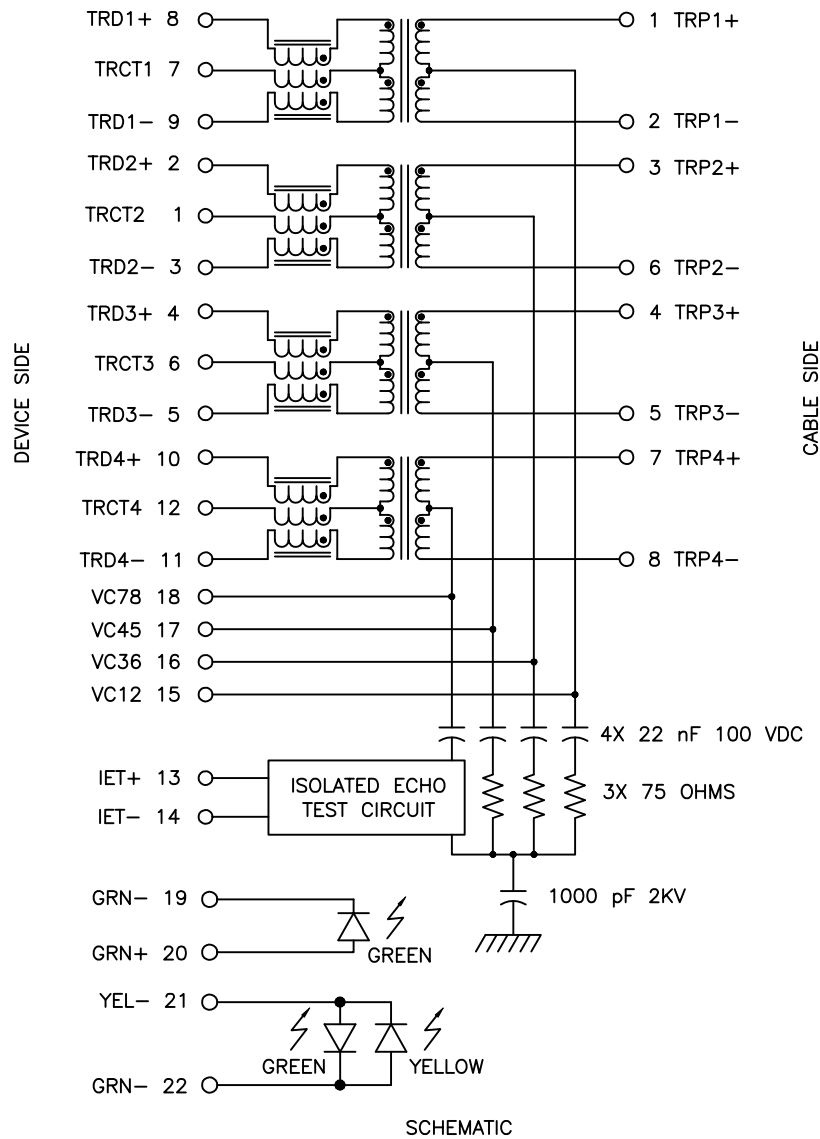 TRD1+ 8
1 TRP1+
TRCT1 7
TRD1- 9
2 TRP1-
TRD2+ 2
3 TRP2+
TRCT2 1
TRD2- 3
6 TRP2-
TRD3+ 4
4 TRP3+
TRCT3 6
TRD3- 5
5 TRP3-
DEVICE SIDE
CABLE SIDE
TRD4+ 10
7 TRP4+
TRCT4 12
TRD4- 11
8 TRP4-
VC78 18
VC45 17
VC36 16
VC12 15
4X 22 nF 100 VDC
IET+ 13
ISOLATED ECHO
TEST CIRCUIT
3X 75 OHMS
IET- 14
GRN- 19
1000 pF 2KV
GRN+ 20
GREEN
YEL- 21
GREEN
YELLOW
GRN- 22
SCHEMATIC